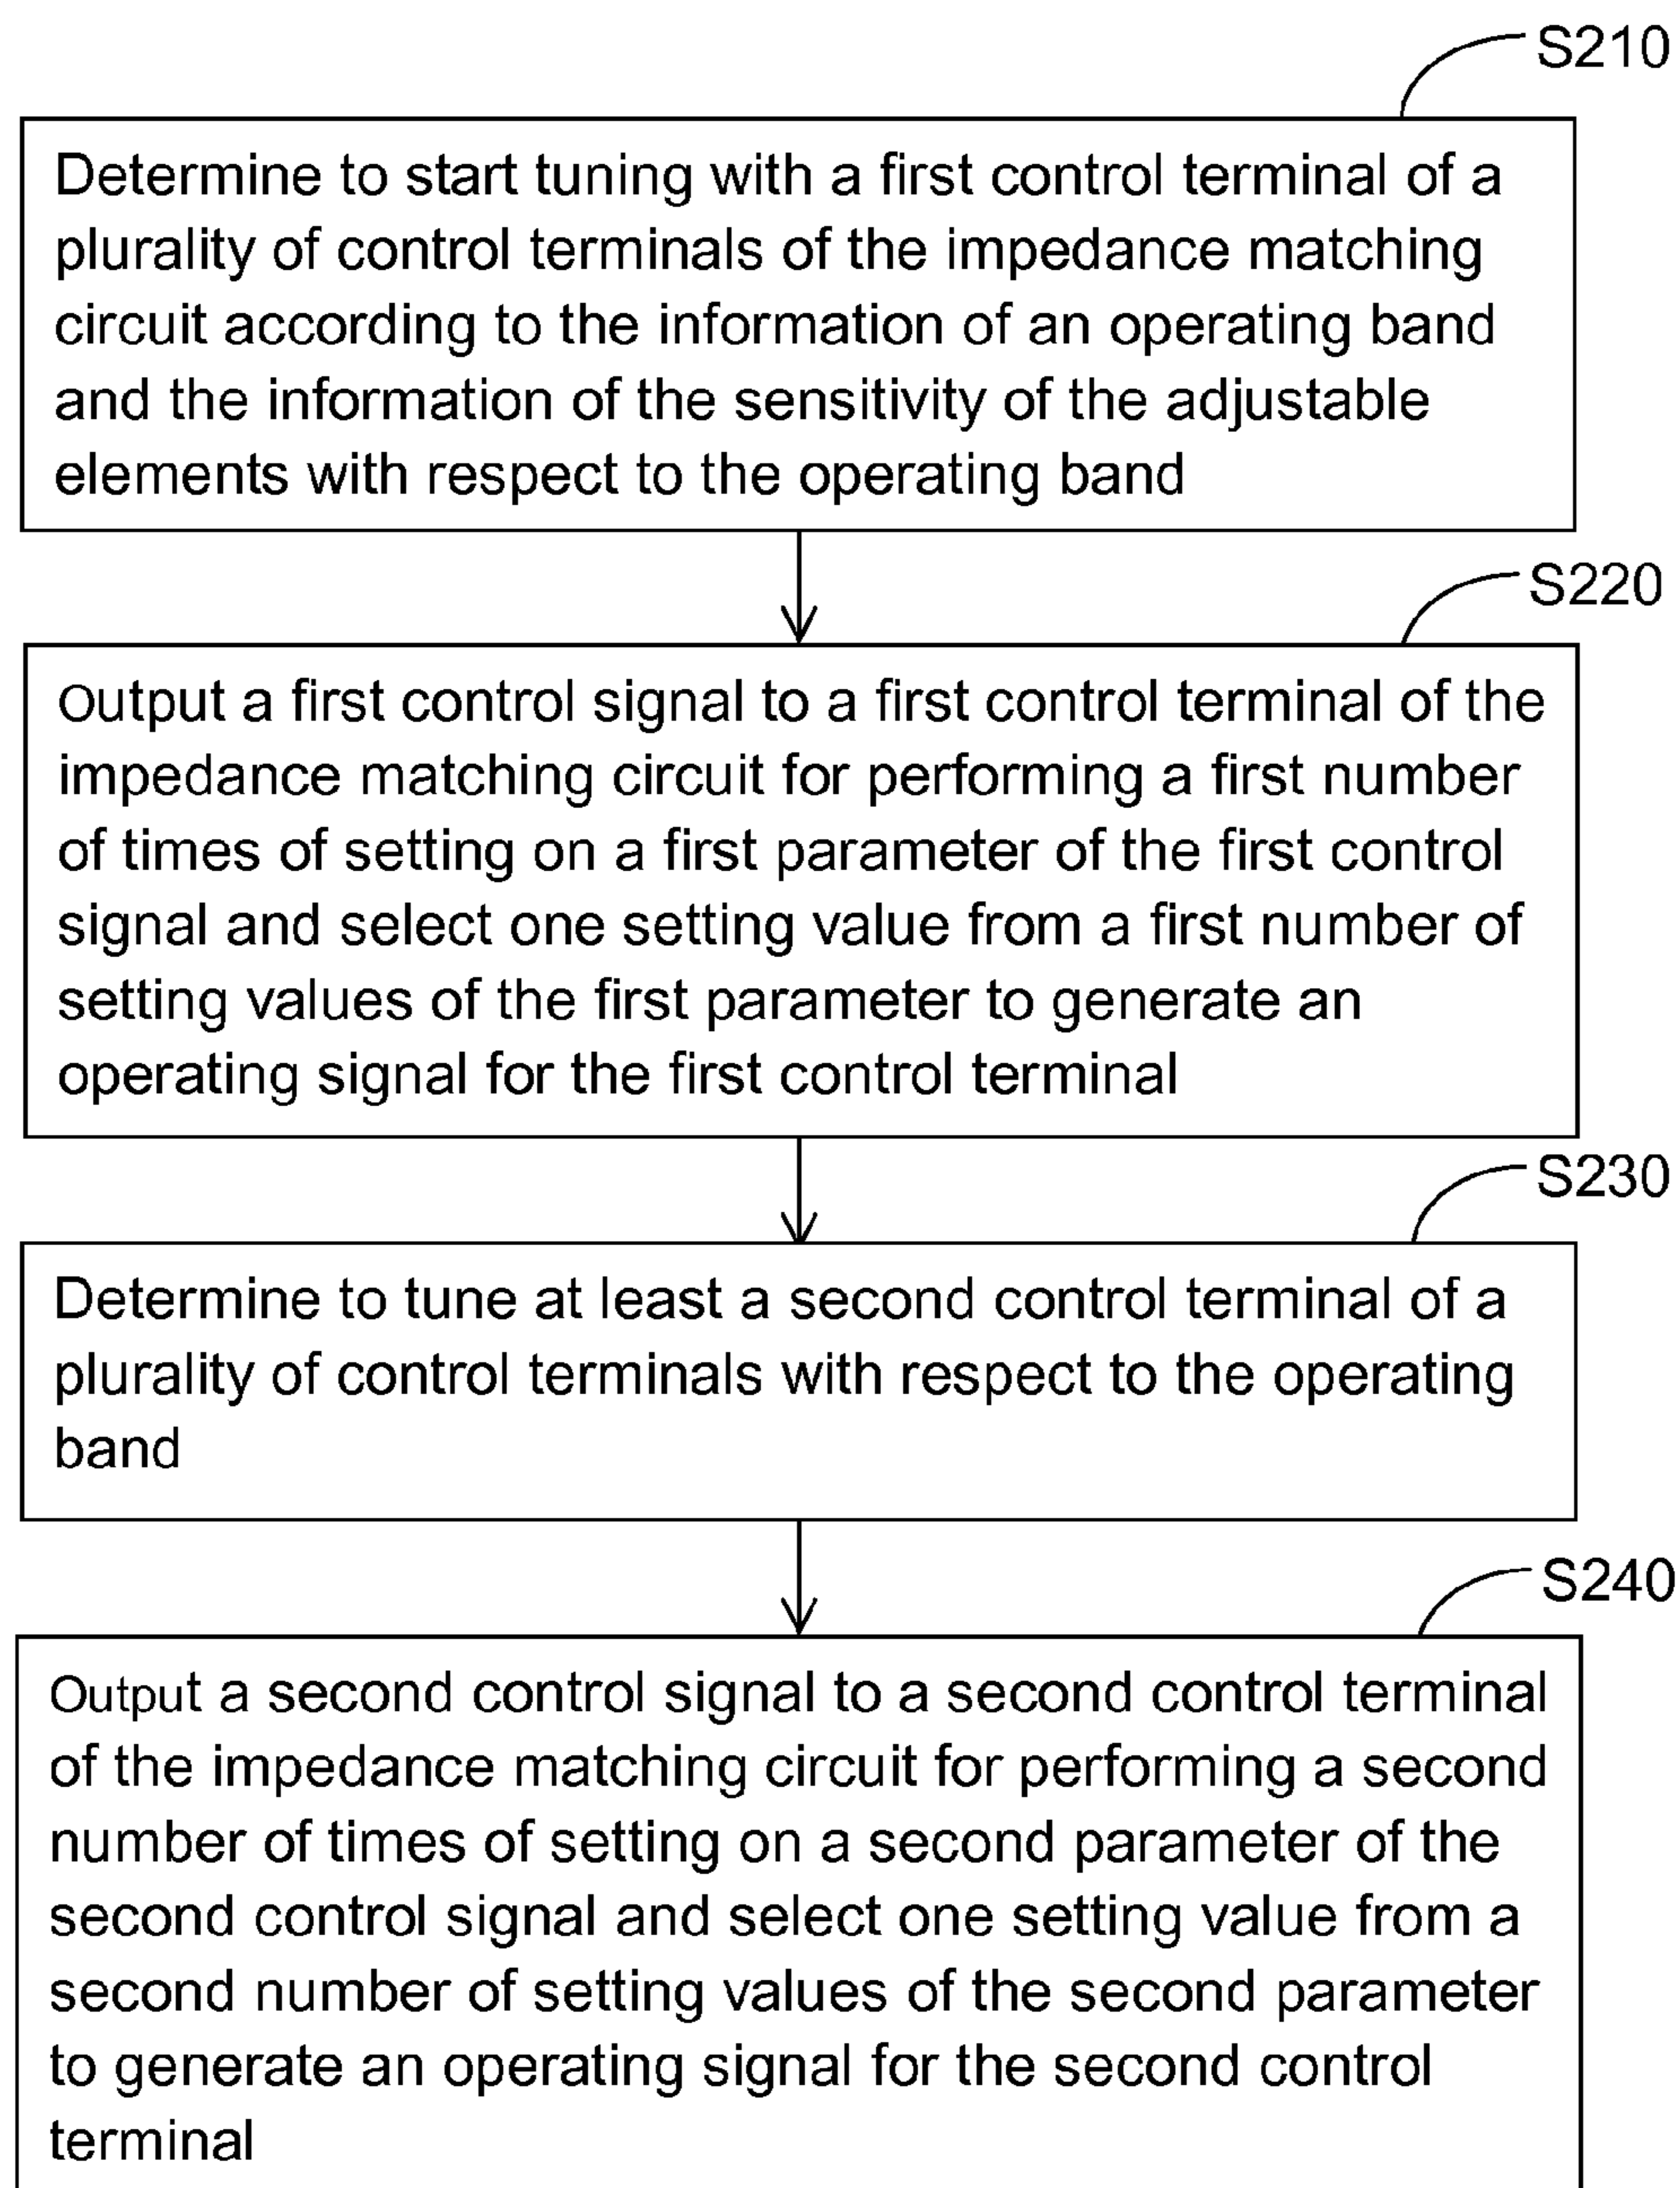 S210
Determine to start tuning with a first control terminal of a
plurality of control terminals of the impedance matching
circuit according to the information of an operating band
and the information of the sensitivity of the adjustable
elements with respect to the operating band
S220
Output a first control signal to a first control terminal of the
impedance matching circuit for performing a first number
of times of setting on a first parameter of the first control
signal and select one setting value from a first number of
setting values of the first parameter to generate an
operating signal for the first control terminal
S230
Determine to tune at least a second control terminal of a
plurality of control terminals with respect to the operating
band
S240
Output a second control signal to a second control terminal
of the impedance matching circuit for performing a second
number of times of setting on a second parameter of the
second control signal and select one setting value from a
second number of setting values of the second parameter
to generate an operating signal for the second control
terminal